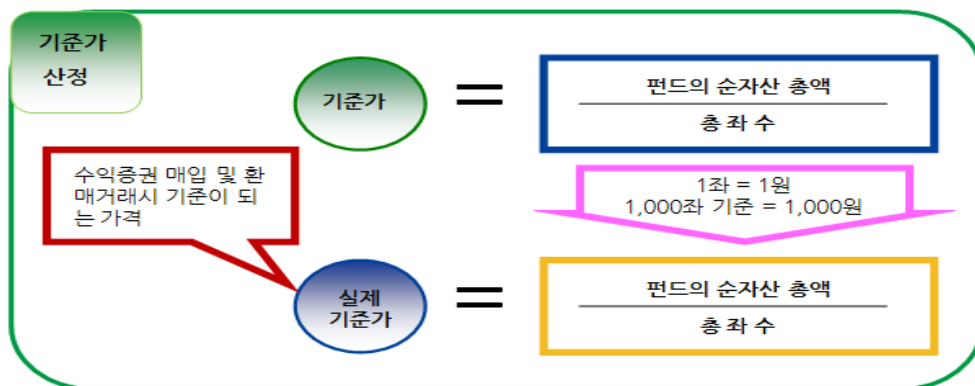 기준가
산정
기준가
=
펀드의 순자산 총액
총 좌 수
수익증권 매입 및 환
매거래시 기준이 되
는 가격
1좌 = 1원
1,000좌 기준 = 1,000원
실제
기준가
=
펀드의 순자산 총액
총 좌 수